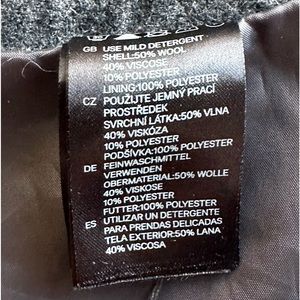 GB USE MILD DETERGENT
SHELL:50% WOOL
40% VISCOSE
10% POLYESTER
LINING:100% POLYESTER
CZ POUŽIJTE JEMNÝ PRACÍ
PROSTŘEDEK
SVRCHNÍ LÁTKA:50% VLNA
40% VISKÓZA
10% POLYESTER
PODŠÍVKA:100% POLYESTER
DE FEINWASCHMITTEL
VERWENDEN
OBERMATERIAL:50% WOLLE
40% VISKOSE
10% POLYESTER
FUTTER:100% POLYESTER
ES UTILIZAR UN DETERGENTE
PARA PRENDAS DELICADAS
TELA EXTERIOR:50% LANA
40% VISCOSA